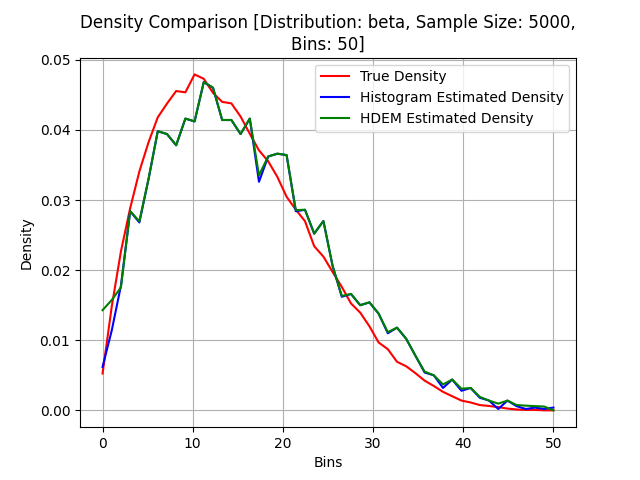 Density Comparison [Distribution: beta, Sample Size: 5000,
Bins: 50]
True Density
Histogram Estimated Density
HDEM Estimated Density
Density
0.05
0.04
0.03
0.02
0.01
0.00
0 10 20 30 40 50
Bins